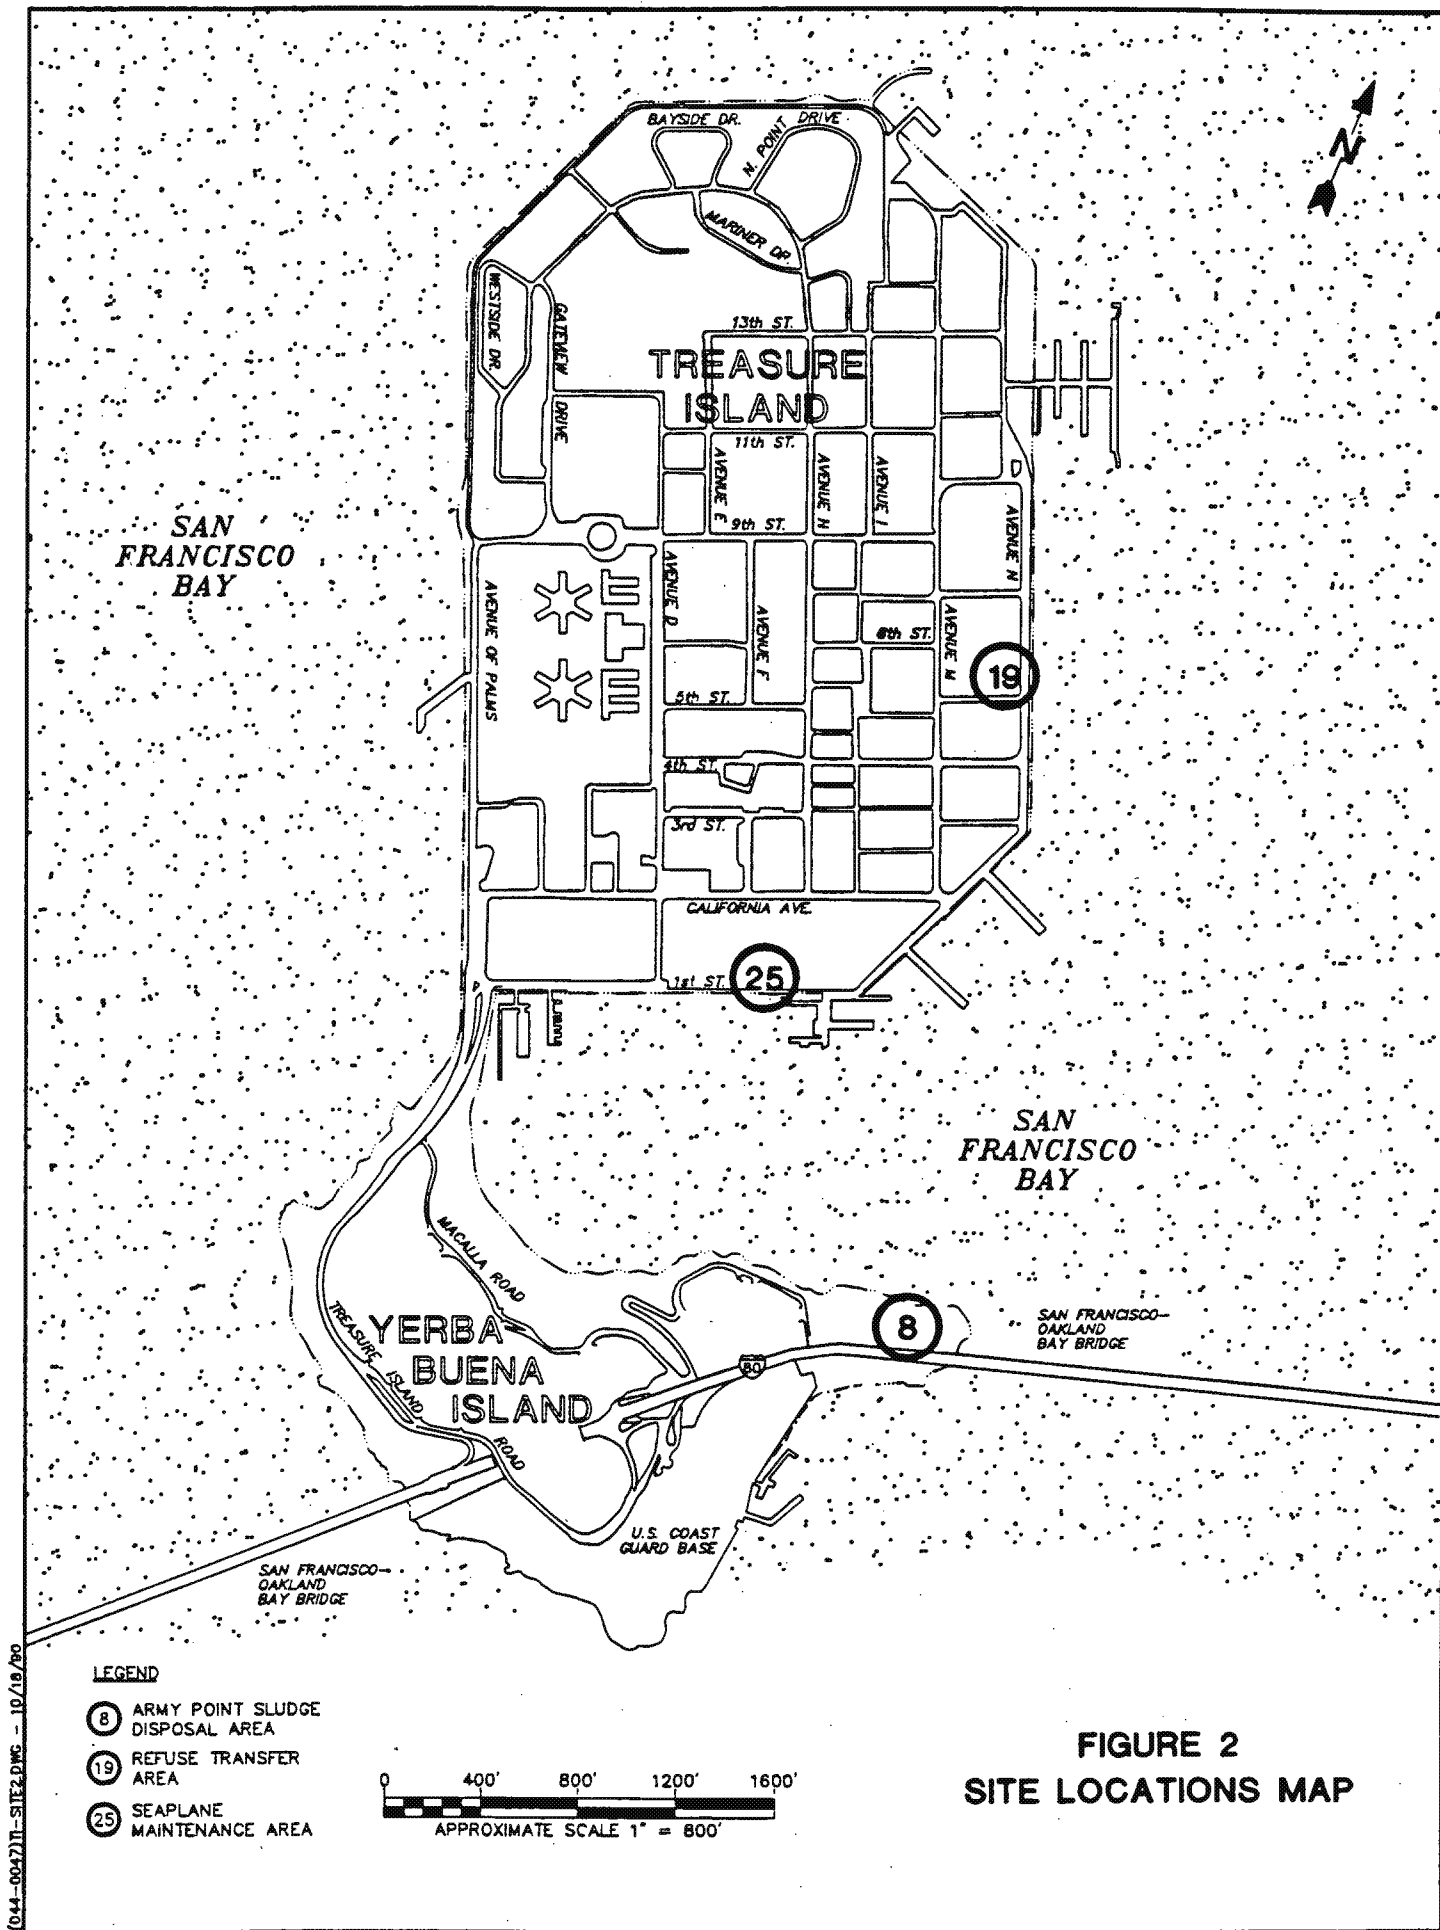 BAYSIDE DR.
N. POINT DRIVE
N
MARINER DR.
WESTSIDE DR.
GATEVIEW DRIVE
13th ST.
TREASURE
ISLAND
11th ST.
AVENUE E
AVENUE H
AVENUE I
9th ST.
AVENUE N
SAN
FRANCISCO
BAY
AVENUE OF PALMS
AVENUE D
AVENUE F
6th ST.
AVENUE M
19
5th ST.
4th ST.
3rd ST.
CALIFORNIA AVE.
1st ST.
25
SAN
FRANCISCO
BAY
MACALLA ROAD
TREASURE ISLAND ROAD
YERBA
BUENA
ISLAND
8
80
SAN FRANCISCO-
OAKLAND
BAY BRIDGE
U.S. COAST
GUARD BASE
SAN FRANCISCO-
OAKLAND
BAY BRIDGE
LEGEND
8 ARMY POINT SLUDGE
DISPOSAL AREA
19 REFUSE TRANSFER
AREA
25 SEAPLANE
MAINTENANCE AREA
0 400' 800' 1200' 1600'
APPROXIMATE SCALE 1" = 800'
FIGURE 2
SITE LOCATIONS MAP
(044-0047)TI-SITE2.DWG - 10/18/90